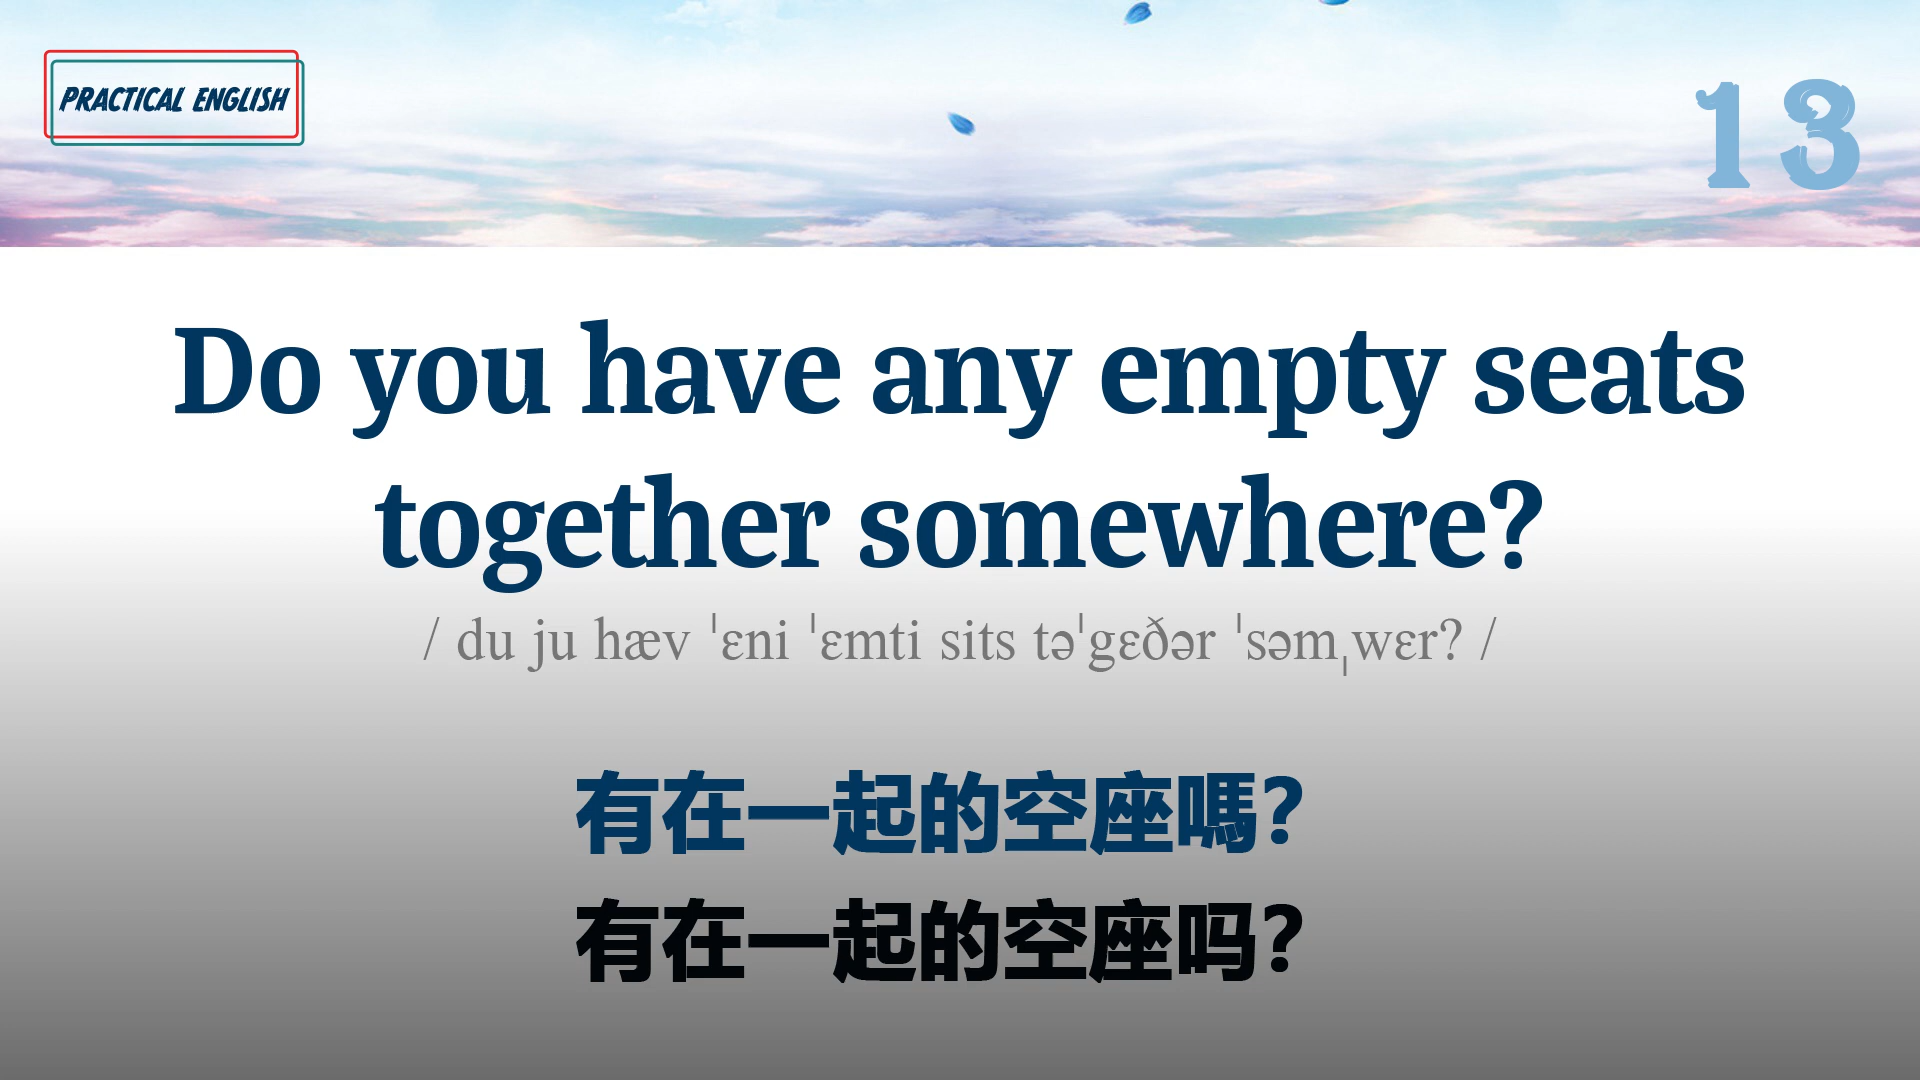 PRACTICAL ENGLISH
13
Do you have any empty seats
together somewhere?
/ du ju hæv ˈɛni ˈɛmti sits təˈgɛðər ˈsəmˌwɛr? /
有在一起的空座嗎?
有在一起的空座吗?